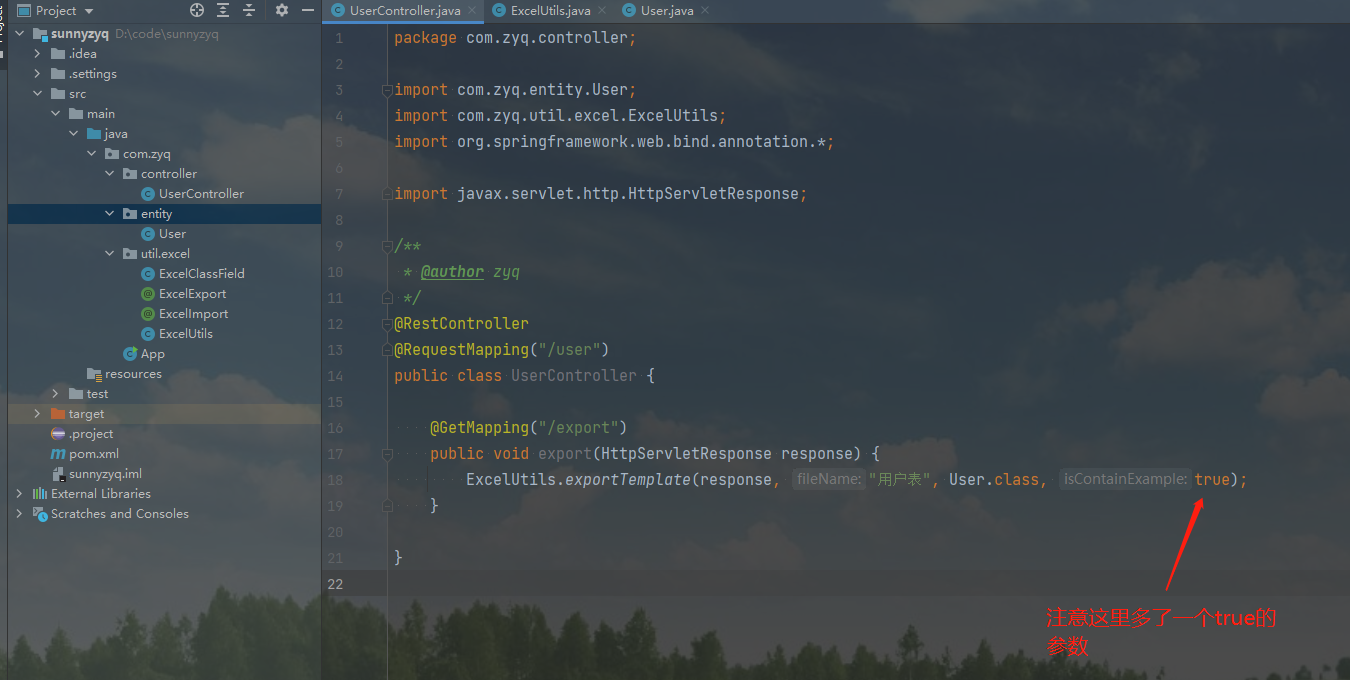 Project
sunnyzyq D:\code\sunnyzyq
.idea
.settings
src
main
java
com.zyq
controller
UserController
entity
User
util.excel
ExcelClassField
ExcelExport
ExcelImport
ExcelUtils
App
resources
test
target
.project
pom.xml
sunnyzyq.iml
External Libraries
Scratches and Consoles
UserController.java ExcelUtils.java User.java
1 package com.zyq.controller;
2
3 import com.zyq.entity.User;
4 import com.zyq.util.excel.ExcelUtils;
5 import org.springframework.web.bind.annotation.*;
6
7 import javax.servlet.http.HttpServletResponse;
8
9 /**
10 * @author zyq
11 */
12 @RestController
13 @RequestMapping("/user")
14 public class UserController {
15
16 @GetMapping("/export")
17 public void export(HttpServletResponse response) {
18 ExcelUtils.exportTemplate(response, fileName: "用户表", User.class, isContainExample: true);
19 }
20
21 }
22
注意这里多了一个true的
参数